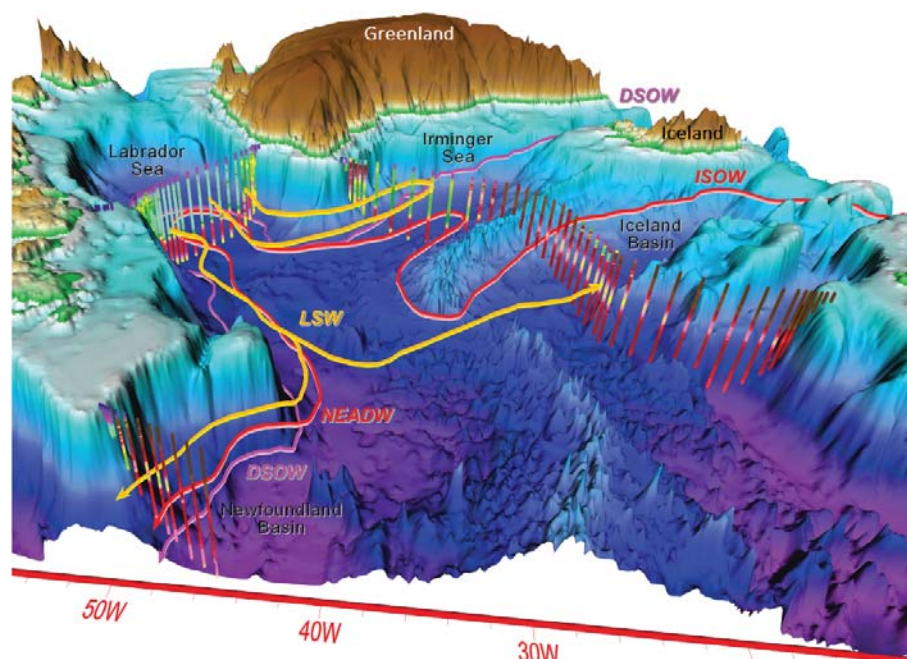 Greenland
DSOW
Iceland
Irminger
Sea
Labrador
Sea
ISOW
Iceland
Basin
LSW
NEADW
DSOW
Newfoundland
Basin
50W
40W
30W